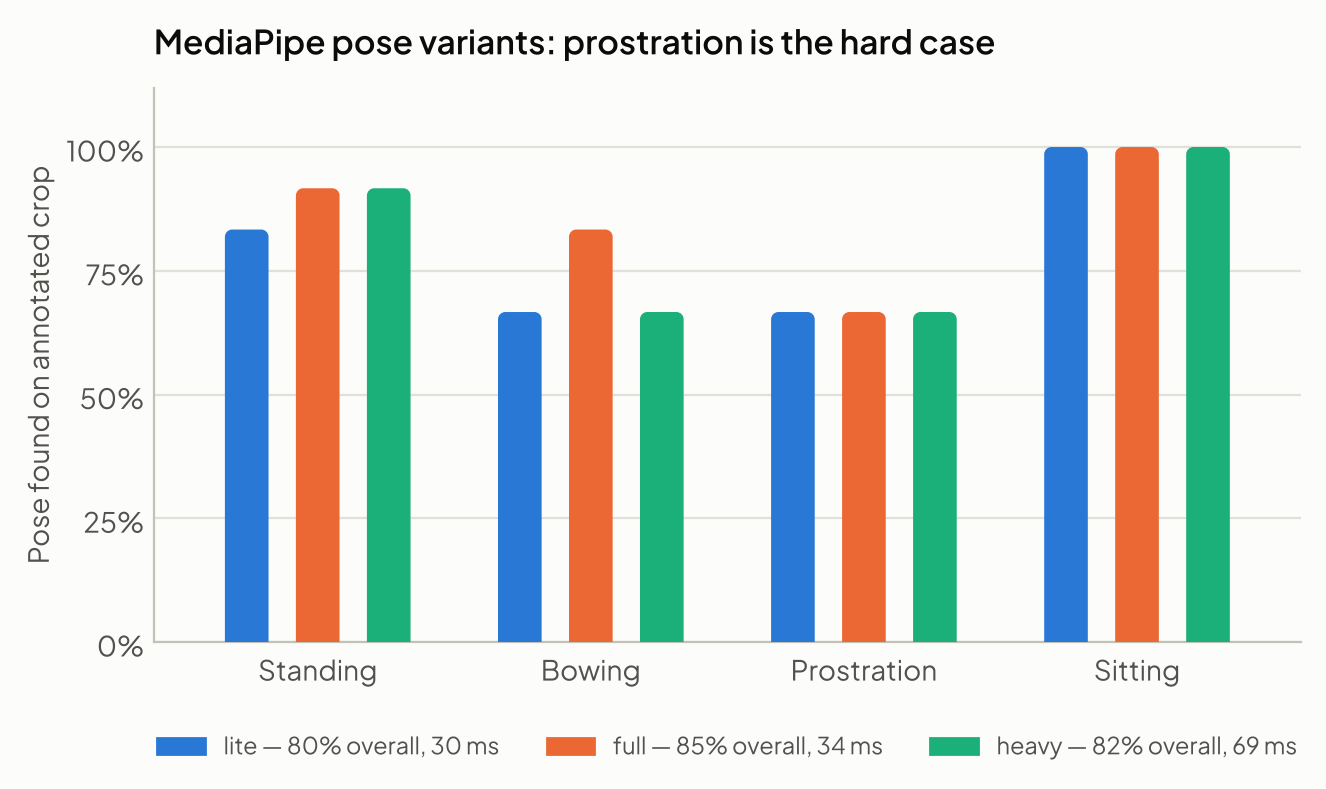 MediaPipe pose variants: prostration is the hard case
Pose found on annotated crop
100%
75%
50%
25%
0%
Standing Bowing Prostration Sitting
lite — 80% overall, 30 ms full — 85% overall, 34 ms heavy — 82% overall, 69 ms